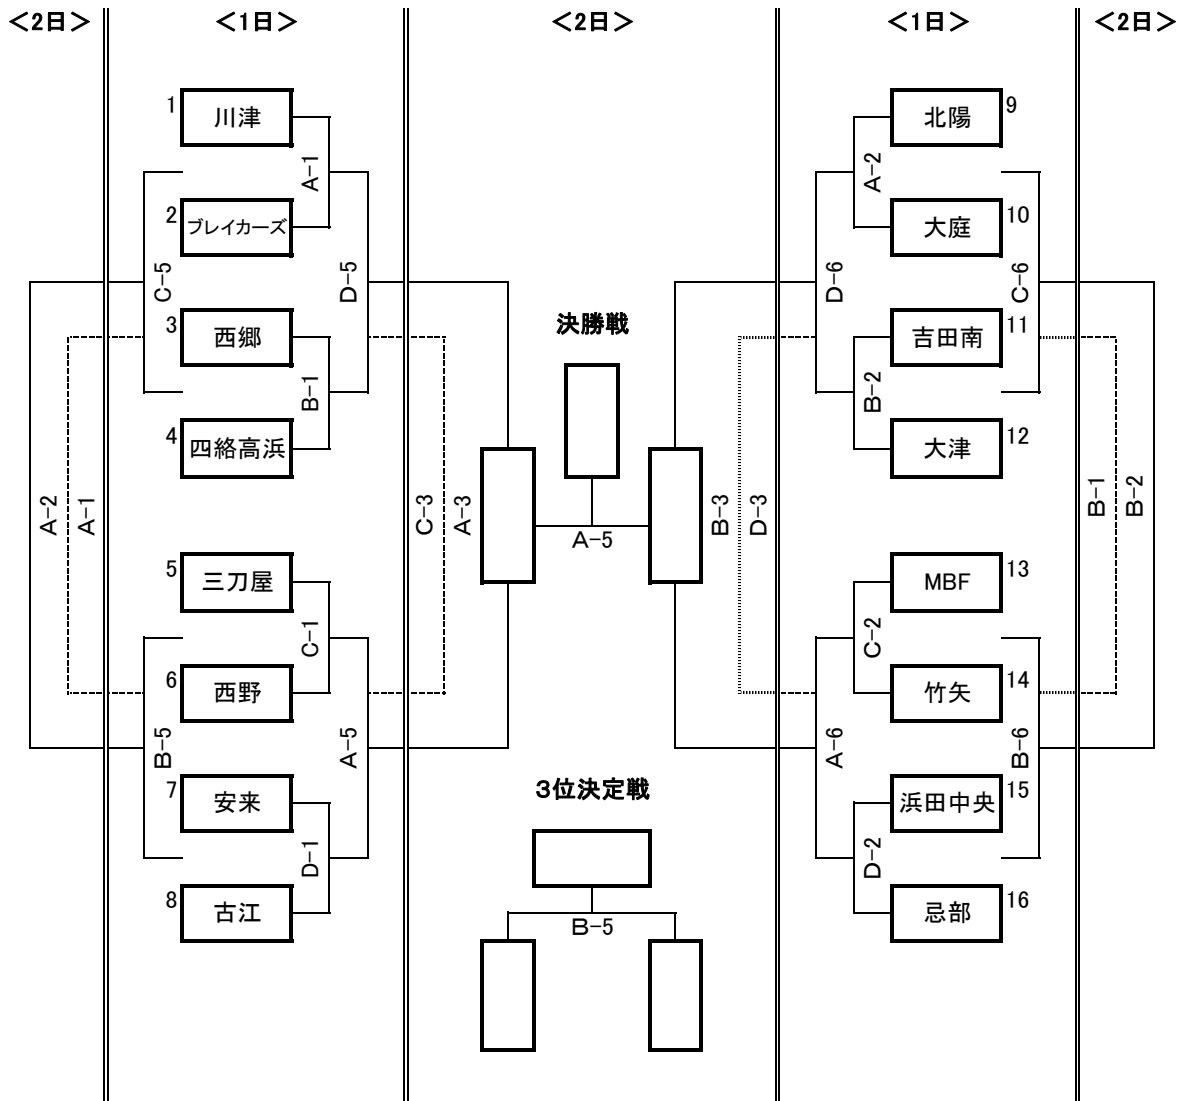 ＜2日＞
＜1日＞
＜2日＞
＜1日＞
＜2日＞
1
川津
A-1
2
ブレイカーズ
C-5
D-5
3
西郷
B-1
4
四絡高浜
A-2
A-1
C-3
A-3
5
三刀屋
C-1
6
西野
B-5
A-5
7
安来
D-1
8
古江
決勝戦
A-5
3位決定戦
B-5
9
北陽
A-2
10
大庭
D-6
C-6
11
吉田南
B-2
12
大津
B-3
D-3
B-1
B-2
13
MBF
C-2
14
竹矢
A-6
B-6
15
浜田中央
D-2
16
忌部